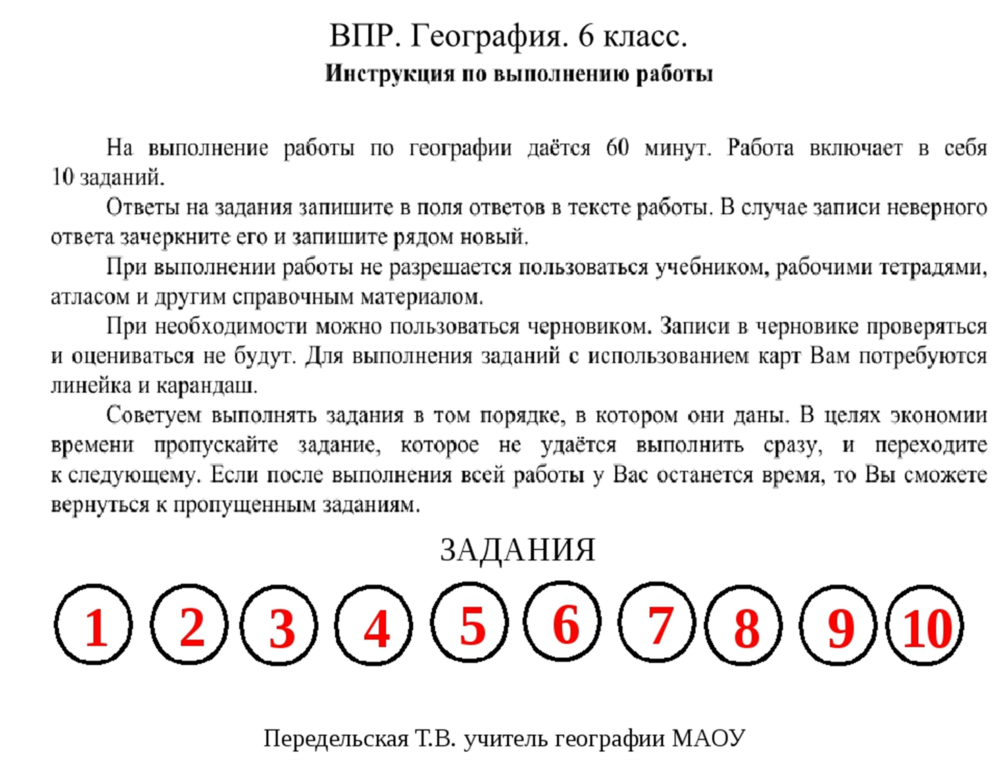 ВПР. География. 6 класс.
Инструкция по выполнению работы
На выполнение работы по географии даётся 60 минут. Работа включает в себя
10 заданий.
Ответы на задания запишите в поля ответов в тексте работы. В случае записи неверного
ответа зачеркните его и запишите рядом новый.
При выполнении работы не разрешается пользоваться учебником, рабочими тетрадями,
атласом и другим справочным материалом.
При необходимости можно пользоваться черновиком. Записи в черновике проверяться
и оцениваться не будут. Для выполнения заданий с использованием карт Вам потребуются
линейка и карандаш.
Советуем выполнять задания в том порядке, в котором они даны. В целях экономии
времени пропускайте задание, которое не удаётся выполнить сразу, и переходите
к следующему. Если после выполнения всей работы у Вас останется время, то Вы сможете
вернуться к пропущенным заданиям.
ЗАДАНИЯ
1 2 3 4 5 6 7 8 9 10
Передельская Т.В. учитель географии МАОУ